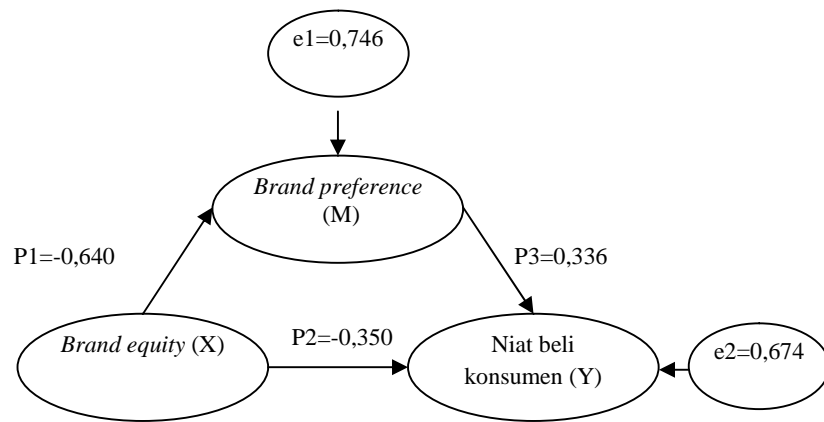 e1=0,746
Brand preference
(M)
P1=-0,640
P3=0,336
Brand equity (X)
P2=-0,350
Niat beli
konsumen (Y)
e2=0,674